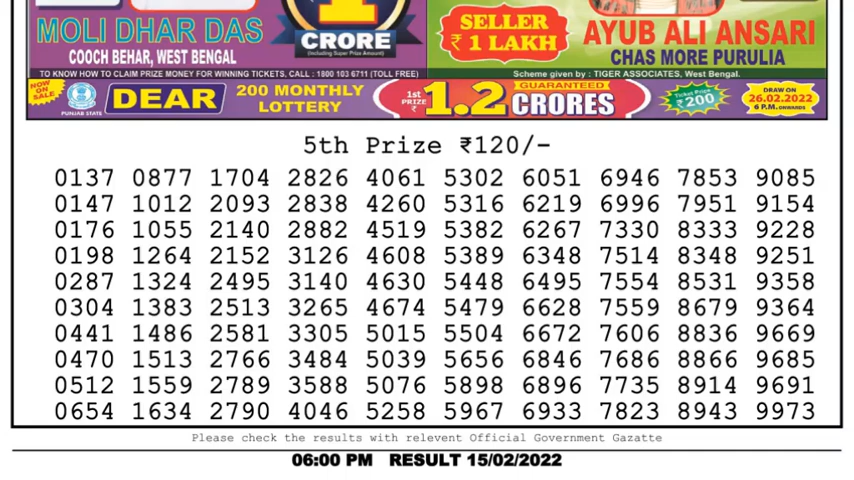 1
CRORE
(Including Super Prize Amount)
MOLI DHAR DAS
COOCH BEHAR, WEST BENGAL
SELLER
₹ 1 LAKH
AYUB ALI ANSARI
CHAS MORE PURULIA
TO KNOW HOW TO CLAIM PRIZE MONEY FOR WINNING TICKETS. CALL : 1800 103 6711 (TOLL FREE)
Scheme given by : TIGER ASSOCIATES, West Bengal.
NOW ON SALE
PUNJAB STATE
DEAR
200 MONTHLY
LOTTERY
1st PRIZE ₹
1.2
GUARANTEED
CRORES
Ticket Price
₹200
DRAW ON
26.02.2022
6 P.M. ONWARDS
5th Prize ₹120/-
0137 0877 1704 2826 4061 5302 6051 6946 7853 9085
0147 1012 2093 2838 4260 5316 6219 6996 7951 9154
0176 1055 2140 2882 4519 5382 6267 7330 8333 9228
0198 1264 2152 3126 4608 5389 6348 7514 8348 9251
0287 1324 2495 3140 4630 5448 6495 7554 8531 9358
0304 1383 2513 3265 4674 5479 6628 7559 8679 9364
0441 1486 2581 3305 5015 5504 6672 7606 8836 9669
0470 1513 2766 3484 5039 5656 6846 7686 8866 9685
0512 1559 2789 3588 5076 5898 6896 7735 8914 9691
0654 1634 2790 4046 5258 5967 6933 7823 8943 9973
Please check the results with relevent Official Government Gazatte
06:00 PM RESULT 15/02/2022